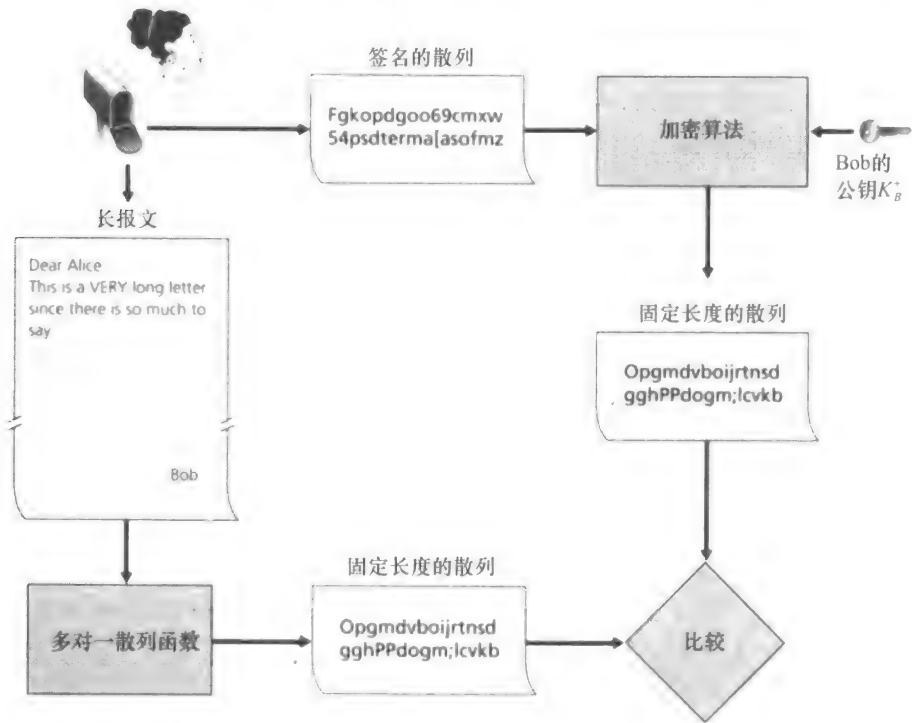 签名的散列
Fgkopdgoo69cmxw
54psdterma[asofmz
加密算法
Bob的
公钥K_B^+
长报文
Dear Alice
This is a VERY long letter
since there is so much to
say
Bob
固定长度的散列
Opgmdvboijrtnsd
gghPPdogm;lcvkb
多对一散列函数
固定长度的散列
Opgmdvboijrtnsd
gghPPdogm;lcvkb
比较